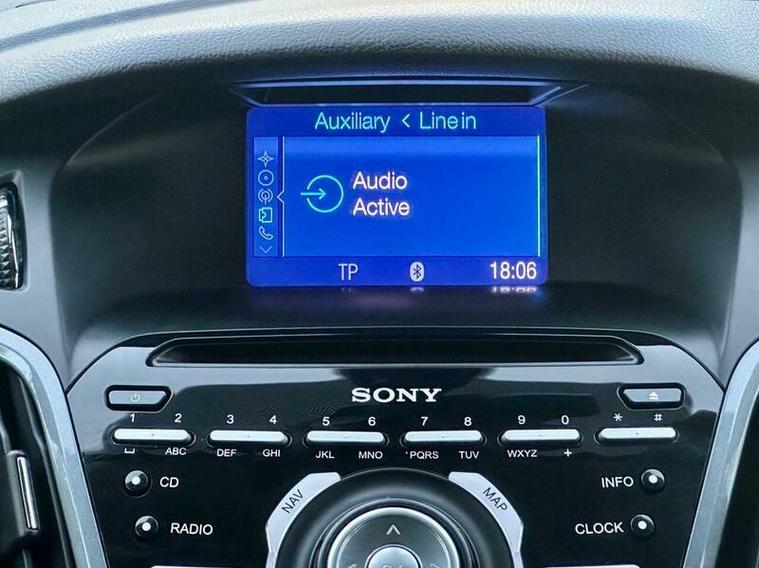 Auxiliary < Line in
Audio
Active
TP 18:06
SONY
1 2 3 4 5 6 7 8 9 0 * #
ABC DEF GHI JKL MNO 'PQRS TUV WXYZ +
CD INFO
NAV MAP
RADIO CLOCK
OK